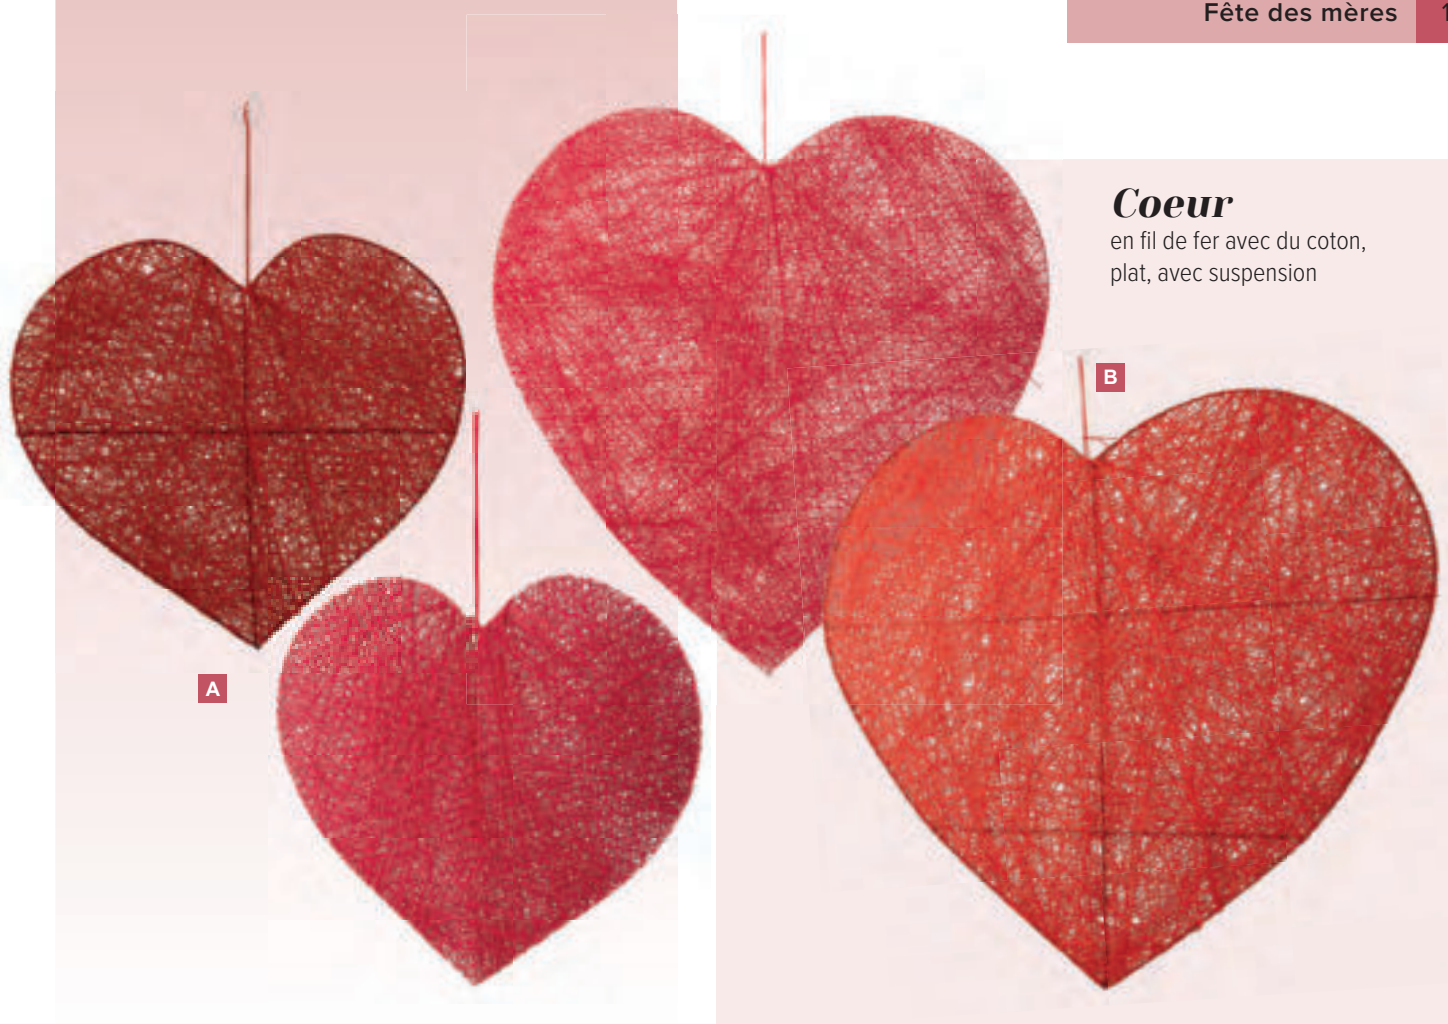 Fête des mères
Coeur
en fil de fer avec du coton,
plat, avec suspension
B
A